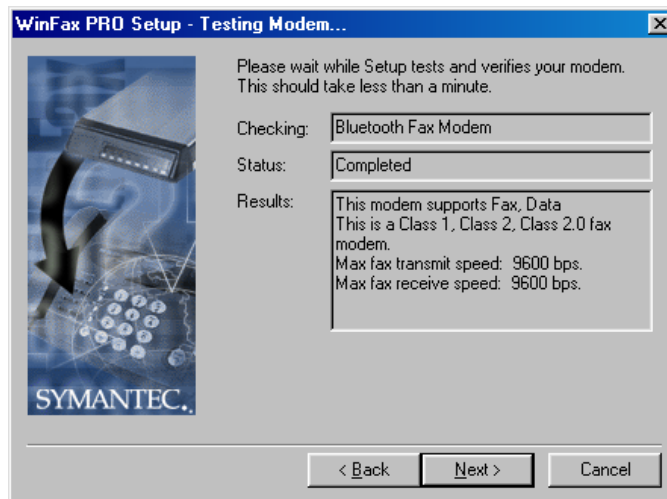 WinFax PRO Setup - Testing Modem...
Please wait while Setup tests and verifies your modem.
This should take less than a minute.
Checking: Bluetooth Fax Modem
Status: Completed
Results: This modem supports Fax, Data
This is a Class 1, Class 2, Class 2.0 fax
modem.
Max fax transmit speed:  9600 bps.
Max fax receive speed:  9600 bps.
SYMANTEC.
< Back Next > Cancel